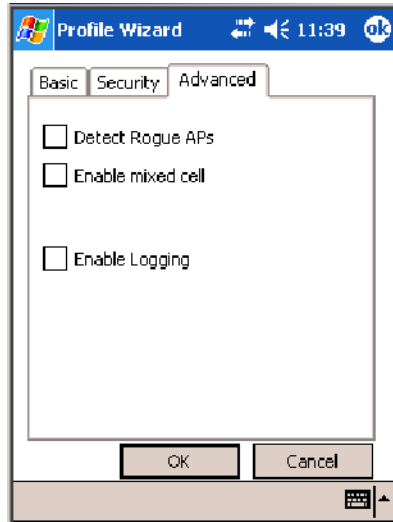 Profile Wizard 11:39 ok
Basic Security Advanced
Detect Rogue APs
Enable mixed cell
Enable Logging
OK Cancel